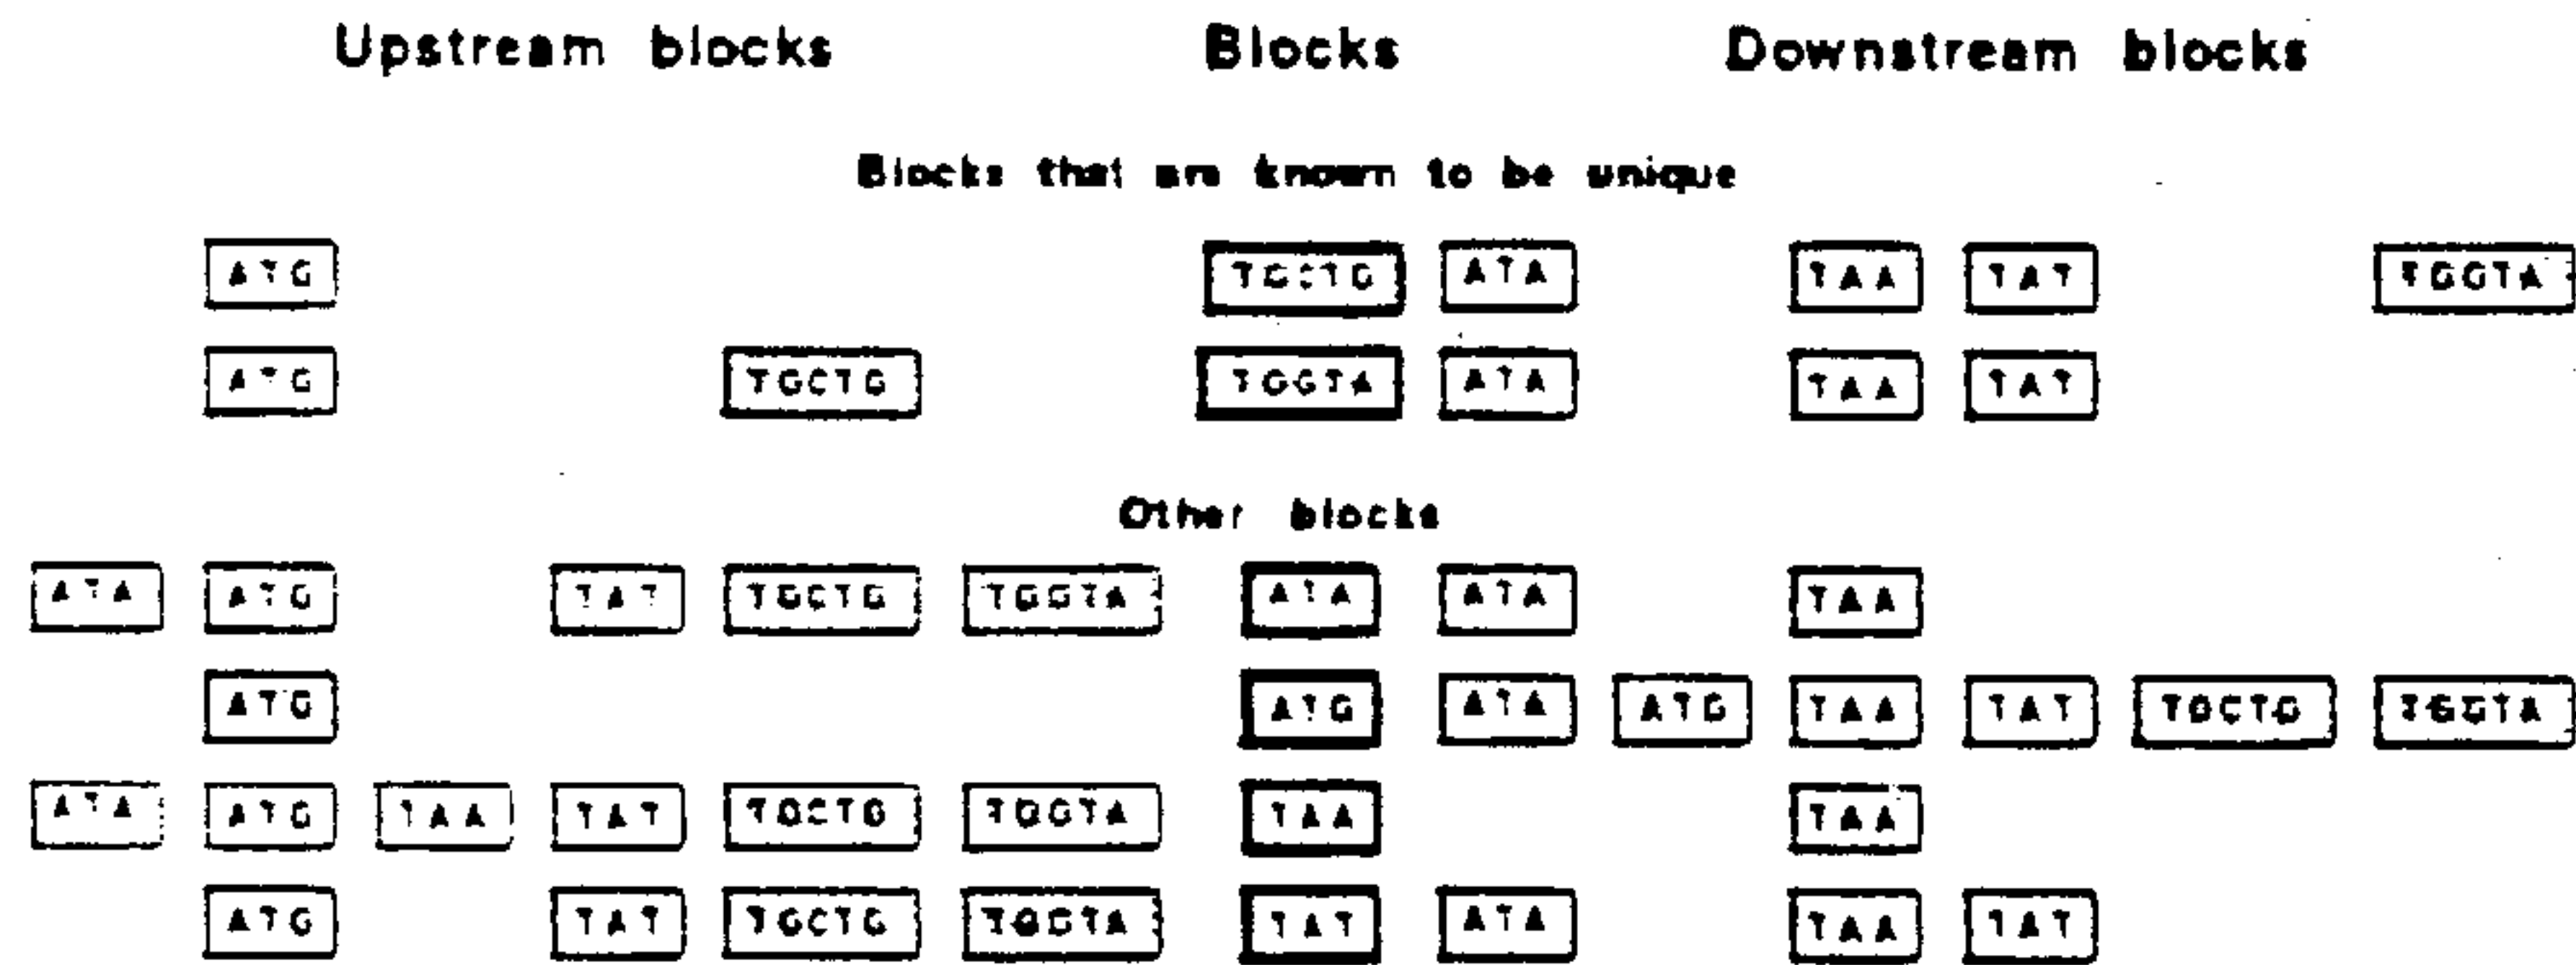 Upstream blocks Blocks Downstream blocks
Blocks that are known to be unique
ATG TGCTG ATA TAA TAT TGGTA
ATG TGCTG TGGTA ATA TAA TAT
Other blocks
ATA ATG TAT TGCTG TGGTA ATA ATA TAA
ATG ATG ATA ATG TAA TAT TGCTG TGGTA
ATA ATG TAA TAT TGCTG TGGTA TAA TAA
ATG TAT TGCTG TGGTA TAT ATA TAA TAT